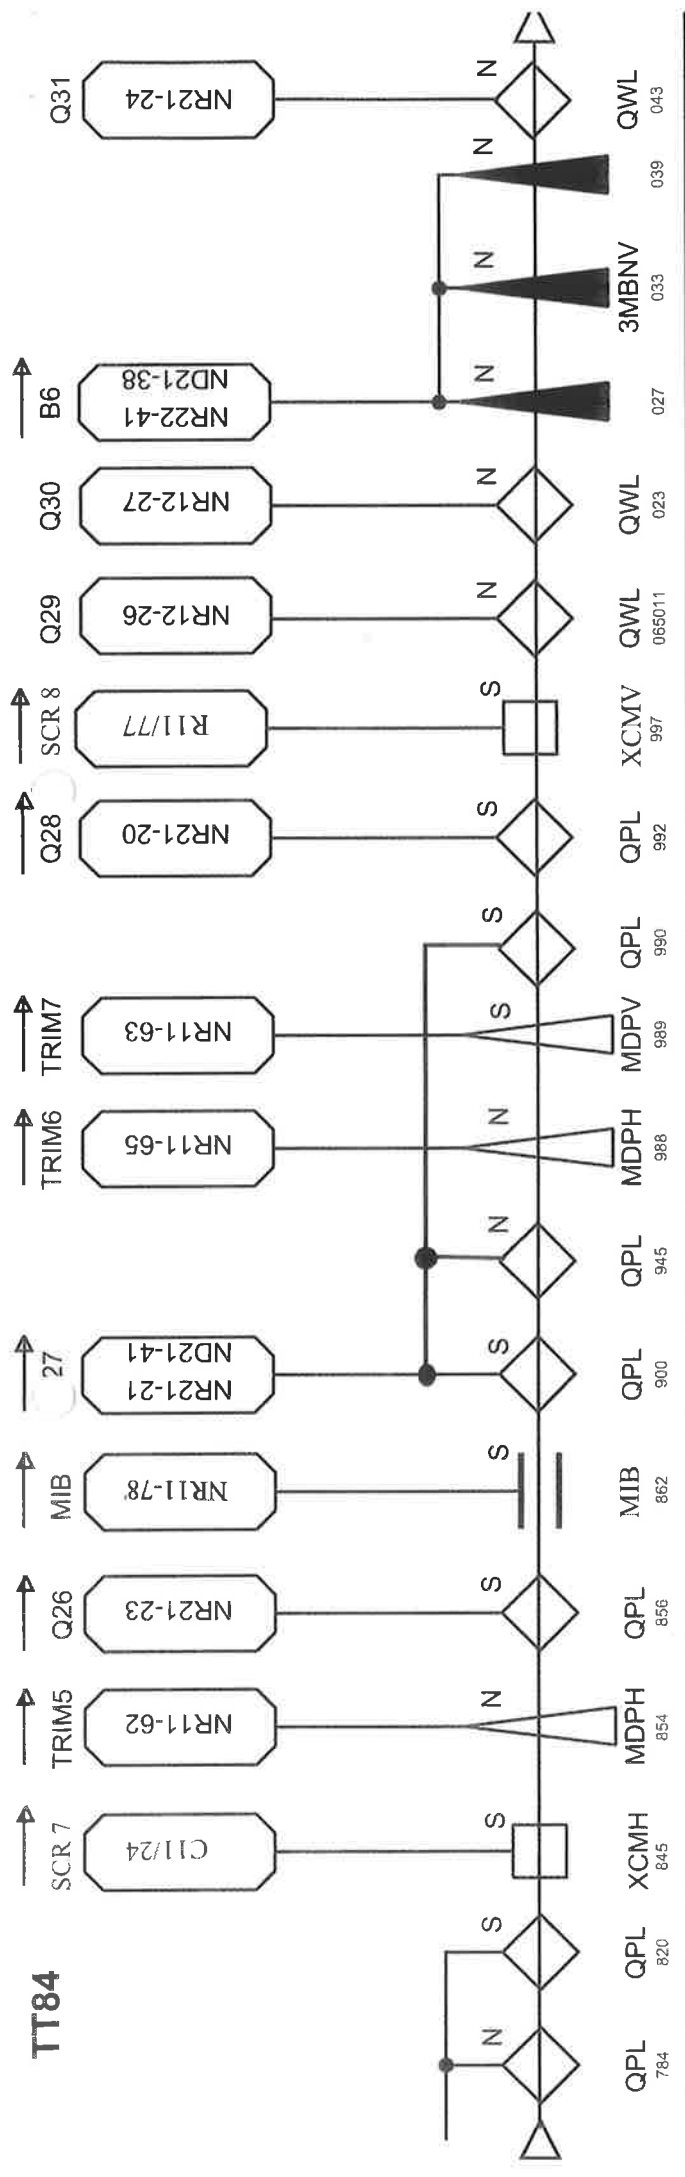 TT84
SCR 7
TRIM5
Q26
MIB
27
TRIM6
TRIM7
Q28
SCR 8
Q29
Q30
B6
Q31
C11/24
NR11-62
NR21-23
NR11-78'
NR21-21
ND21-41
NR11-65
NR11-63
NR21-20
R11/77
NR12-26
NR12-27
NR22-41
ND21-38
NR21-24
N S S N S S S N N S S S S N N N N N N
QPL QPL XCMH MDPH QPL MIB QPL QPL MDPH MDPV QPL QPL XCMV QWL QWL 3MBNV QWL
784 820 845 854 856 862 900 945 988 989 990 992 997 065011 023 027 033 039 043